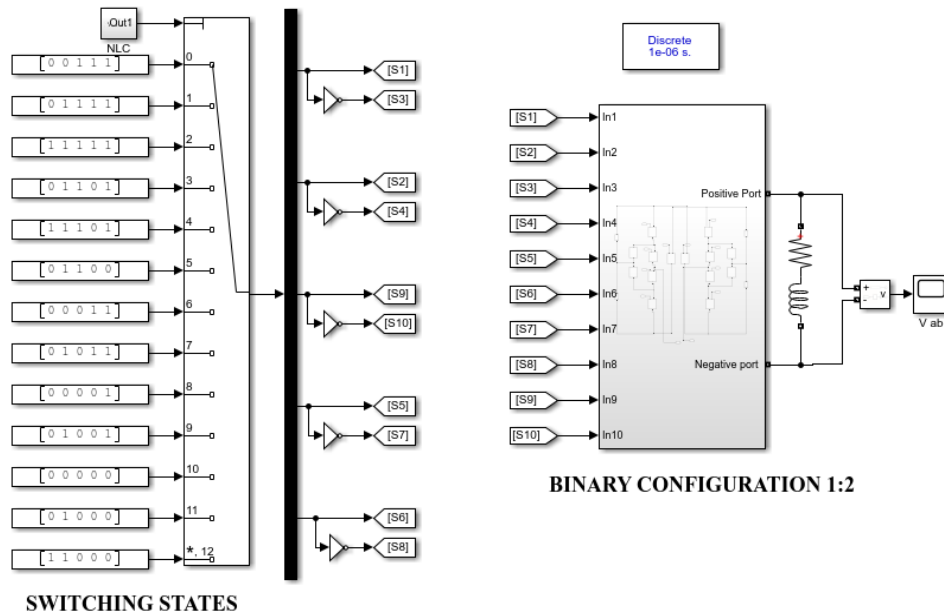 Out1
NLC
[ 0 0 1 1 1 ]
0
[ 0 1 1 1 1 ]
1
[ 1 1 1 1 1 ]
2
[ 0 1 1 0 1 ]
3
[ 1 1 1 0 1 ]
4
[ 0 1 1 0 0 ]
5
[ 0 0 0 1 1 ]
6
[ 0 1 0 1 1 ]
7
[ 0 0 0 0 1 ]
8
[ 0 1 0 0 1 ]
9
[ 0 0 0 0 0 ]
10
[ 0 1 0 0 0 ]
11
[ 1 1 0 0 0 ]
*, 12
SWITCHING STATES
[S1]
[S3]
[S2]
[S4]
[S9]
[S10]
[S5]
[S7]
[S6]
[S8]
Discrete
1e-06 s.
[S1]
In1
[S2]
In2
[S3]
In3
[S4]
In4
[S5]
In5
[S6]
In6
[S7]
In7
[S8]
In8
[S9]
In9
[S10]
In10
Positive Port
Negative port
+
-
v
V ab
BINARY CONFIGURATION 1:2